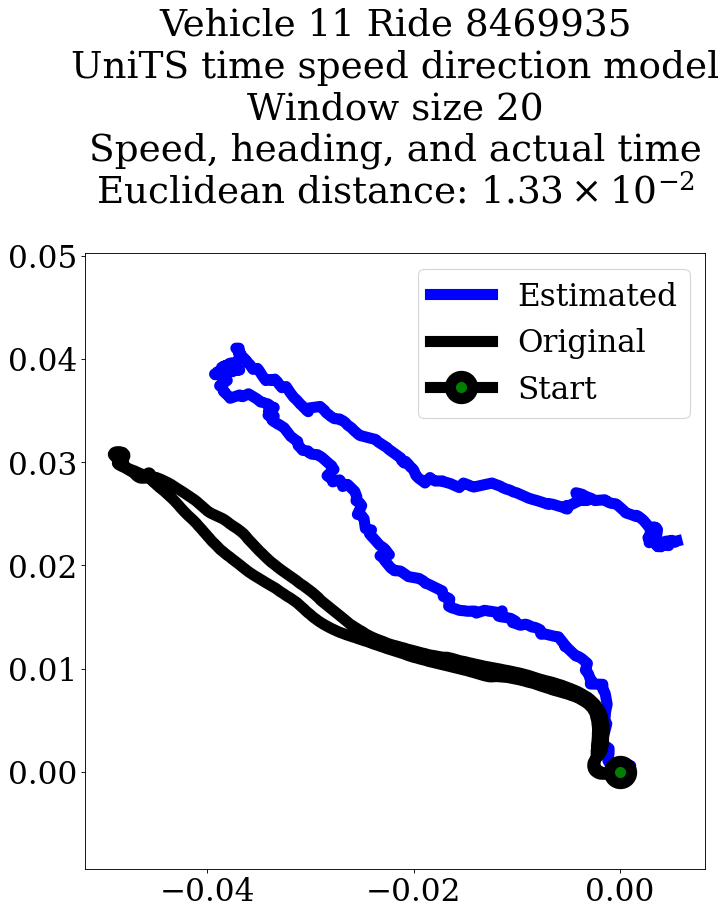 Vehicle 11 Ride 8469935
UniTS time speed direction model
Window size 20
Speed, heading, and actual time
Euclidean distance: 1.33 × 10⁻²
0.05
Estimated
Original
Start
0.04
0.03
0.02
0.01
0.00
−0.04
−0.02
0.00